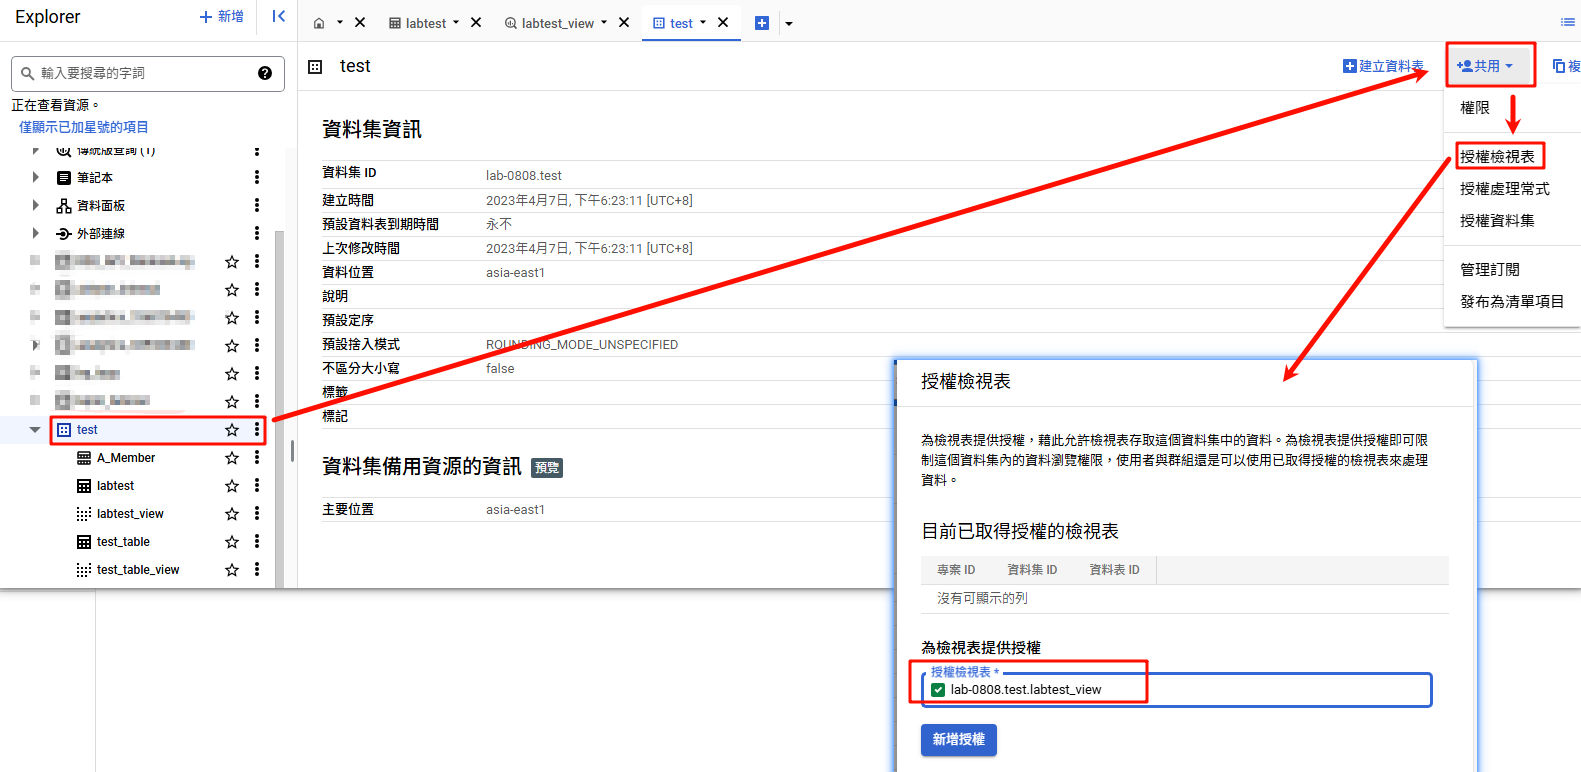 Explorer
新增
labtest
labtest_view
test
輸入要搜尋的字詞
正在查看資源。
僅顯示已加星號的項目
傳統版查詢 (1)
筆記本
資料面板
外部連線
test
A_Member
labtest
labtest_view
test_table
test_table_view
test
建立資料表
共用
複
資料集資訊
資料集 ID lab-0808.test
建立時間 2023年4月7日, 下午6:23:11 [UTC+8]
預設資料表到期時間 永不
上次修改時間 2023年4月7日, 下午6:23:11 [UTC+8]
資料位置 asia-east1
說明
預設定序
預設捨入模式 ROUNDING_MODE_UNSPECIFIED
不區分大小寫 false
標籤
標記
資料集備用資源的資訊 預覽
主要位置 asia-east1
權限
授權檢視表
授權處理常式
授權資料集
管理訂閱
發布為清單項目
授權檢視表
為檢視表提供授權，藉此允許檢視表存取這個資料集中的資料。為檢視表提供授權即可限
制這個資料集內的資料瀏覽權限，使用者與群組還是可以使用已取得授權的檢視表來處理
資料。
目前已取得授權的檢視表
專案 ID 資料集 ID 資料表 ID
沒有可顯示的列
為檢視表提供授權
授權檢視表 *
lab-0808.test.labtest_view
新增授權